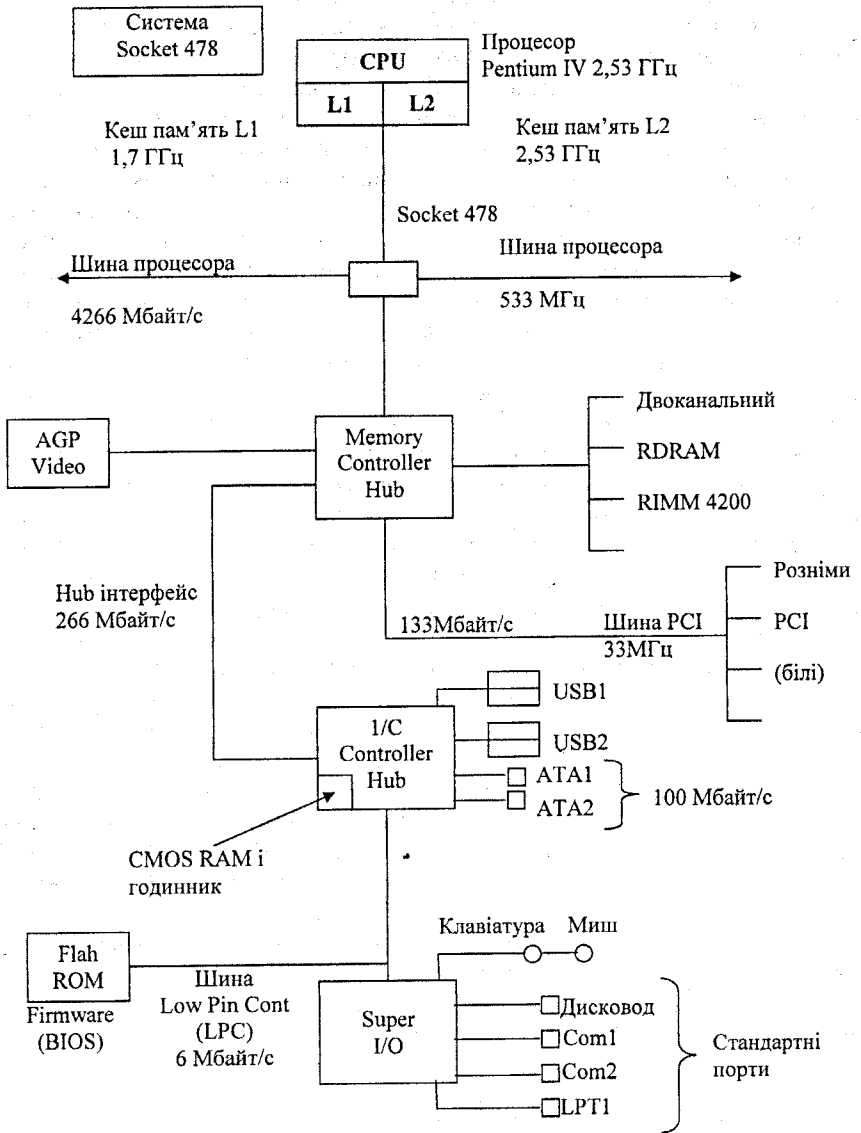 Система
Socket 478
CPU
L1
L2
Процесор
Pentium IV 2,53 ГГц
Кеш пам’ять L1
1,7 ГГц
Кеш пам’ять L2
2,53 ГГц
Socket 478
Шина процесора
4266 Мбайт/с
Шина процесора
533 МГц
AGP
Video
Memory
Controller
Hub
Двоканальний
RDRAM
RIMM 4200
Hub інтерфейс
266 Мбайт/с
133Мбайт/с
Шина PCI
33МГц
Розніми
PCI
(білі)
1/C
Controller
Hub
USB1
USB2
ATA1
ATA2
100 Мбайт/с
CMOS RAM і
годинник
Flah
ROM
Firmware
(BIOS)
Шина
Low Pin Cont
(LPC)
6 Мбайт/с
Super
I/O
Клавіатура
Миш
Дисковод
Com1
Com2
LPT1
Стандартні
порти